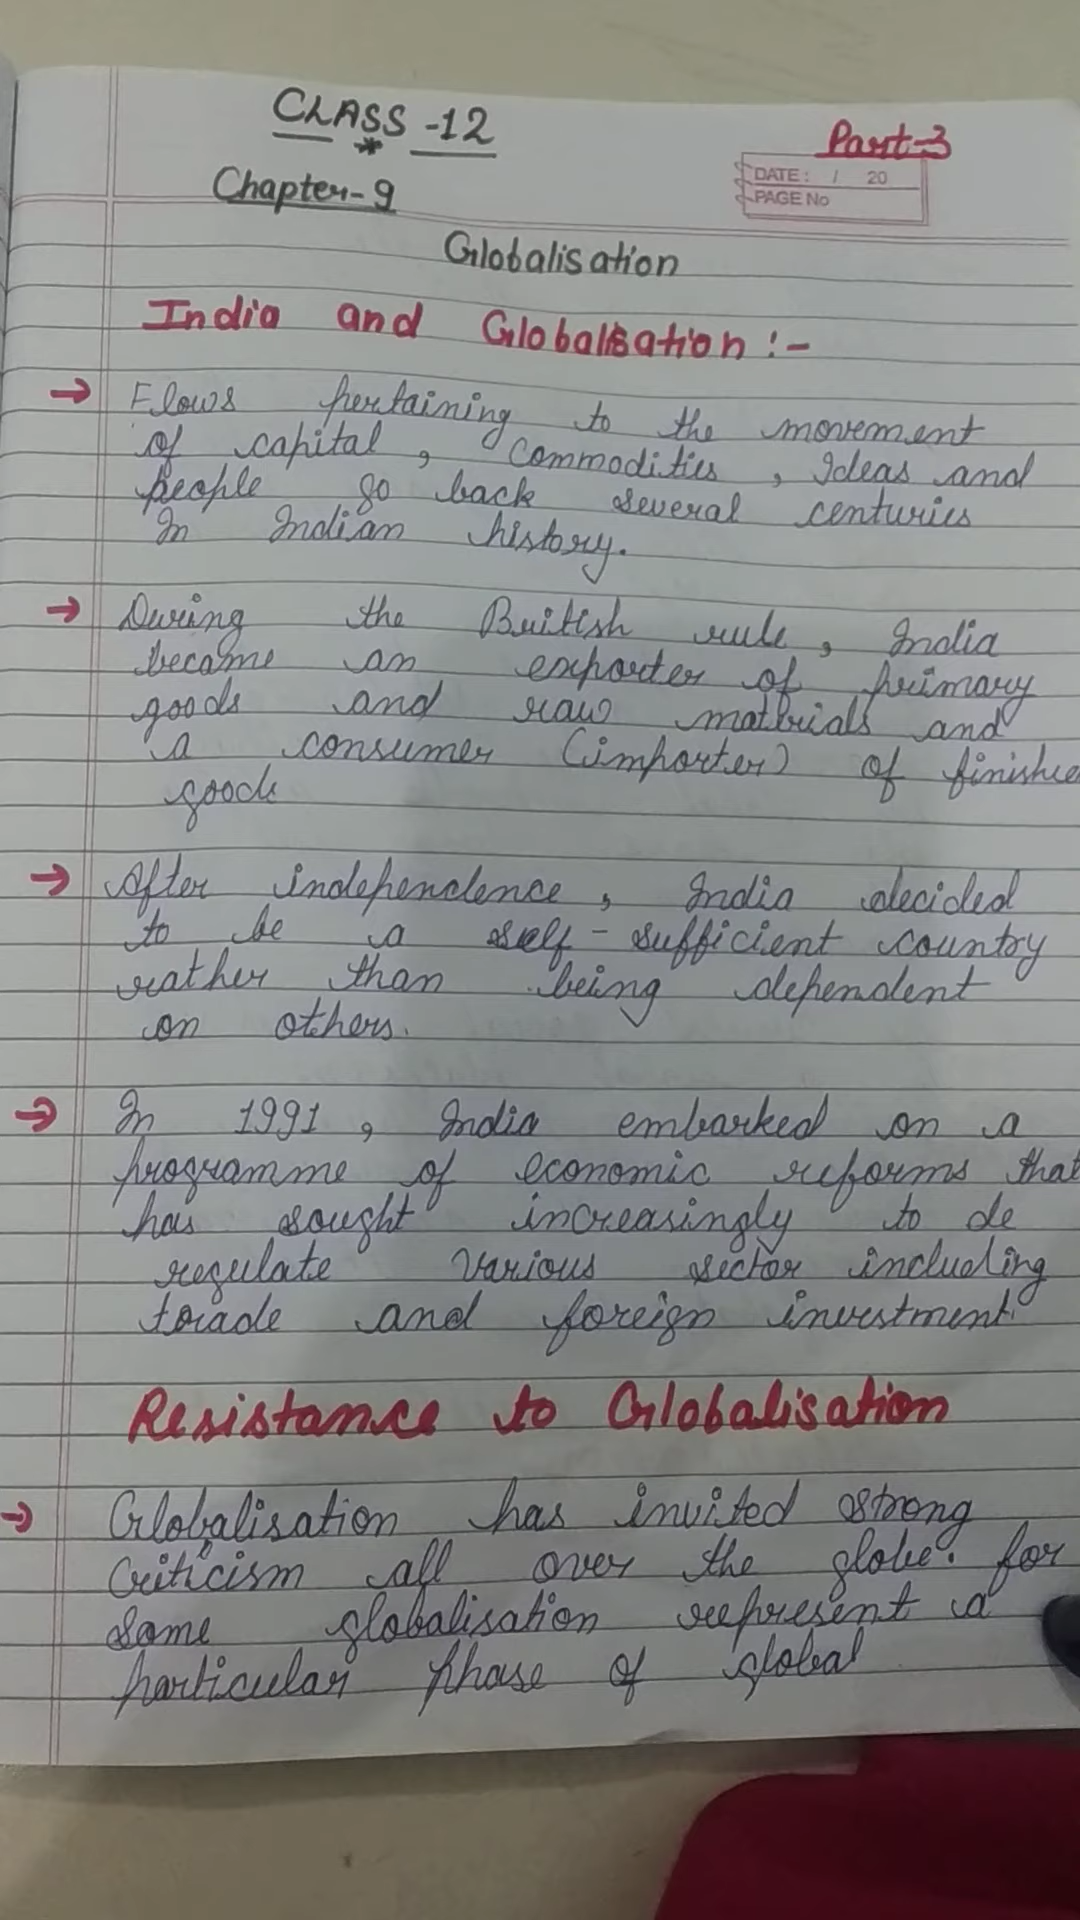 CLASS -12
Part-3
DATE: / 20
PAGE No
Chapter-9
Globalisation
India and Globalisation :-
→ Flows pertaining to the movement
of capital, commodities, Ideas and
people go back several centuries
In Indian history.
→ During the British rule, India
became an exporter of primary
goods and raw materials and
a consumer (importer) of finishe
goods
→ After independence, India decided
to be a self-sufficient country
rather than being dependent
on others.
→ In 1991, India embarked on a
programme of economic reforms that
has sought increasingly to de
regulate various sector including
trade and foreign investment.
Resistance to Globalisation
→ Globalisation has invited strong
Criticism all over the globe. for
some globalisation represent a
particular phase of global